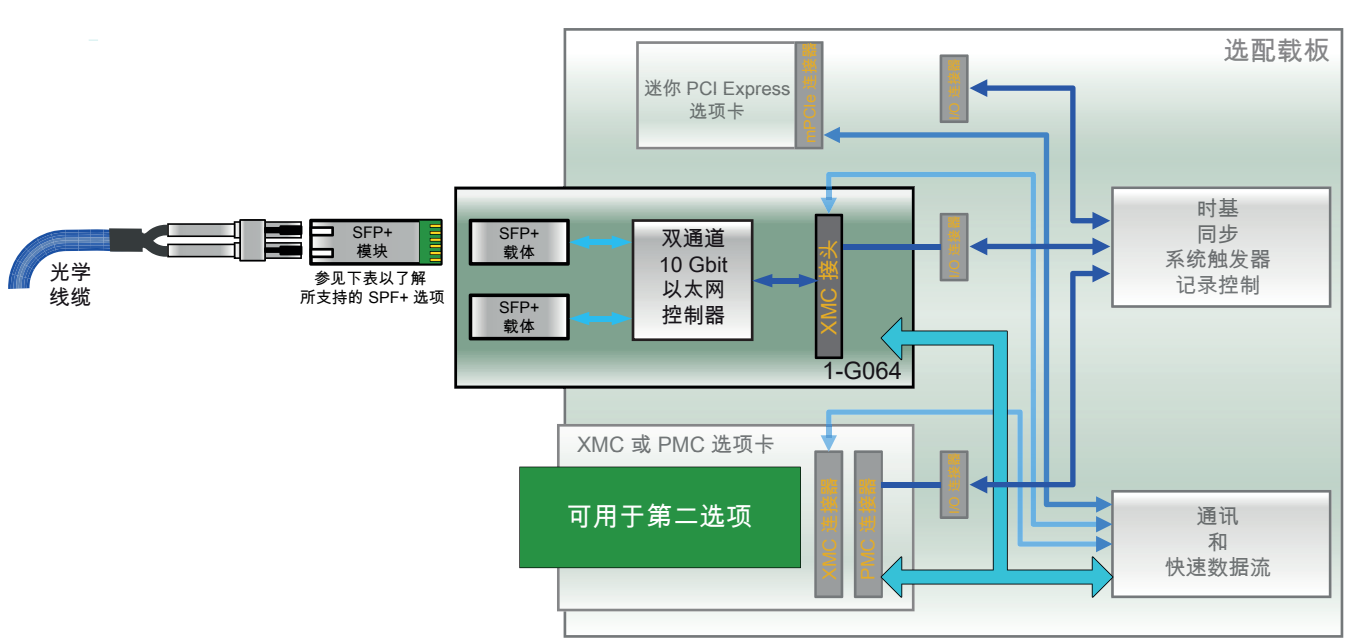 选配载板
迷你 PCI Express
选项卡
mPCIe 连接器
I/O 连接器
时基
同步
系统触发器
记录控制
I/O 连接器
SFP+
载体
SFP+
载体
双通道
10 Gbit
以太网
控制器
XMC 接头
1-G064
SFP+
模块
参见下表以了解
所支持的 SPF+ 选项
光学
线缆
XMC 或 PMC 选项卡
可用于第二选项
XMC 连接器
PMC 连接器
I/O 连接器
通讯
和
快速数据流